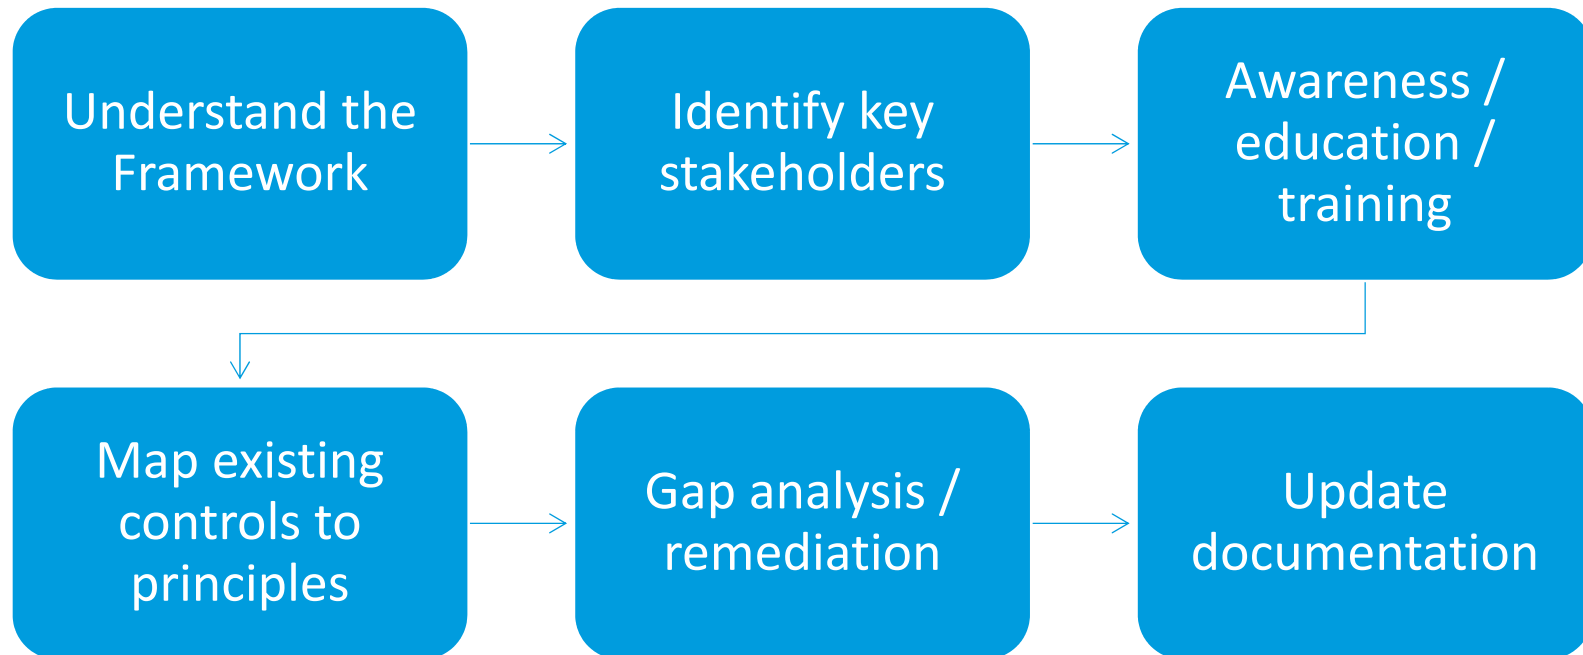 Understand the
Framework
Identify key
stakeholders
Awareness /
education /
training
Map existing
controls to
principles
Gap analysis /
remediation
Update
documentation